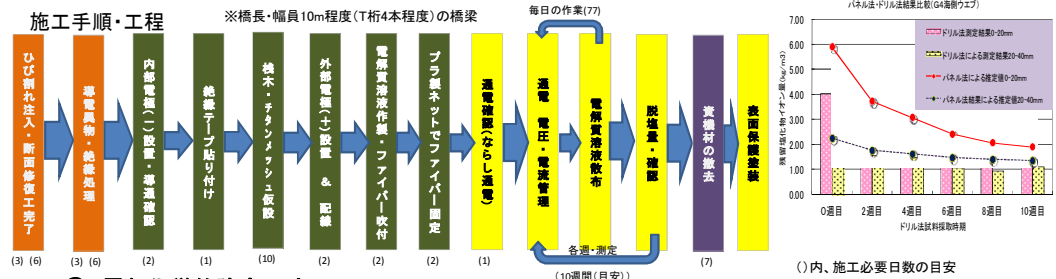 施工手順・工程
※橋長・幅員10m程度(T桁4本程度)の橋梁
毎日の作業(77)
ひび割れ注入・断面修復工完了
導電異物・絶縁処理
内部電極(-)設置・導通確認
絶縁テープ貼り付け
桟木・チタンメッシュ仮設
外部電極(+)設置 & 配線
電解質溶液作製・ファイバー吹付
プラ製ネットでファイバー固定
通電確認(ならし通電)
通電 電圧・電流管理
電解質溶液散布
脱塩量・確認
資機材の撤去
表面保護塗装
(3) (6)
(3) (6)
(2)
(1)
(10)
(2)
(2)
(2)
(1)
各週・測定
(10週間(目安))
(7)
パネル法・ドリル法結果比較(G4海側ウエブ)
ドリル法測定結果0-20mm
ドリル法による測定結果20-40mm
パネル法による推定値0-20mm
パネル法結果による推定値20-40mm
残留塩化物イオン量(kg/m3)
7.00
6.00
5.00
4.00
3.00
2.00
1.00
0.00
0週目
2週目
4週目
6週目
8週目
10週目
ドリル法試料採取時期
()内、施工必要日数の目安